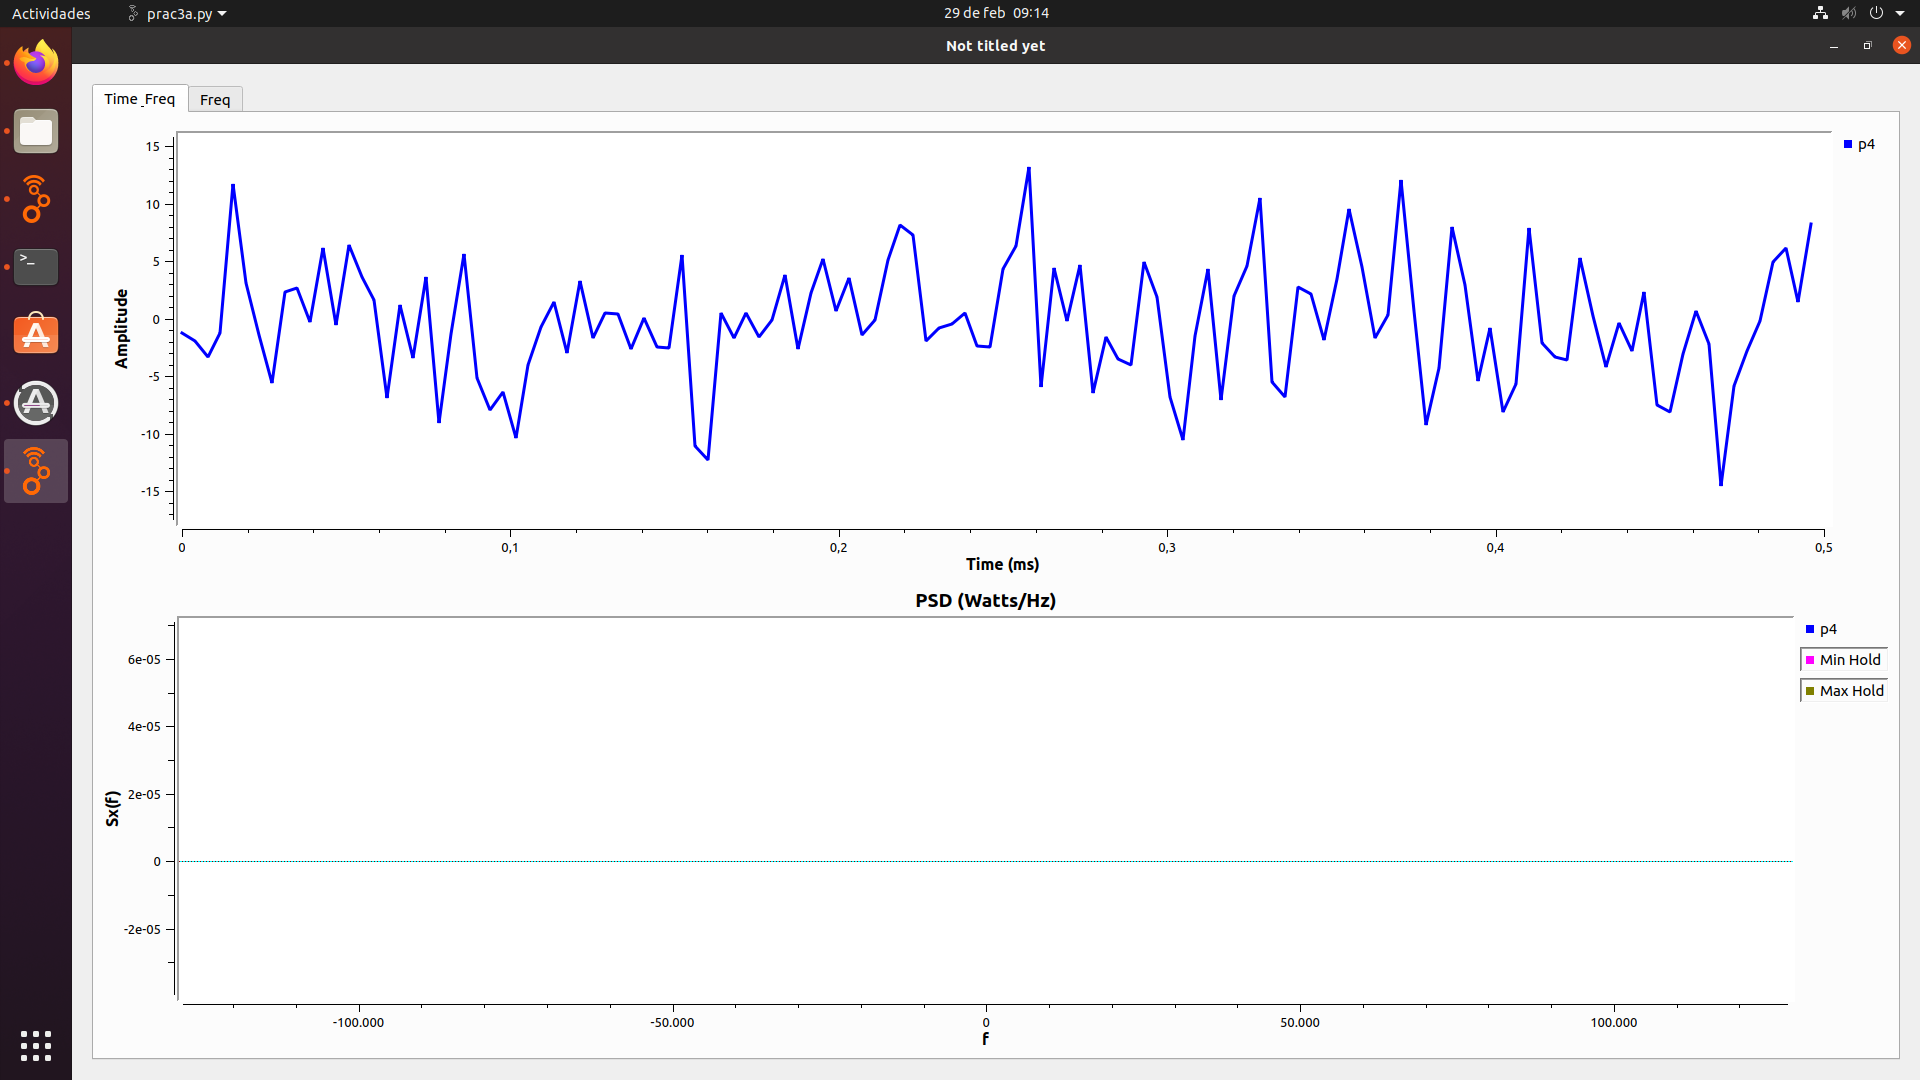 Actividades
prac3a.py
29 de feb 09:14
Not titled yet
Time_Freq
Freq
15
10
5
0
-5
-10
-15
Amplitude
p4
0
0,1
0,2
0,3
0,4
0,5
Time (ms)
PSD (Watts/Hz)
6e-05
4e-05
2e-05
0
-2e-05
Sx(f)
p4
Min Hold
Max Hold
-100.000
-50.000
0
50.000
100.000
f